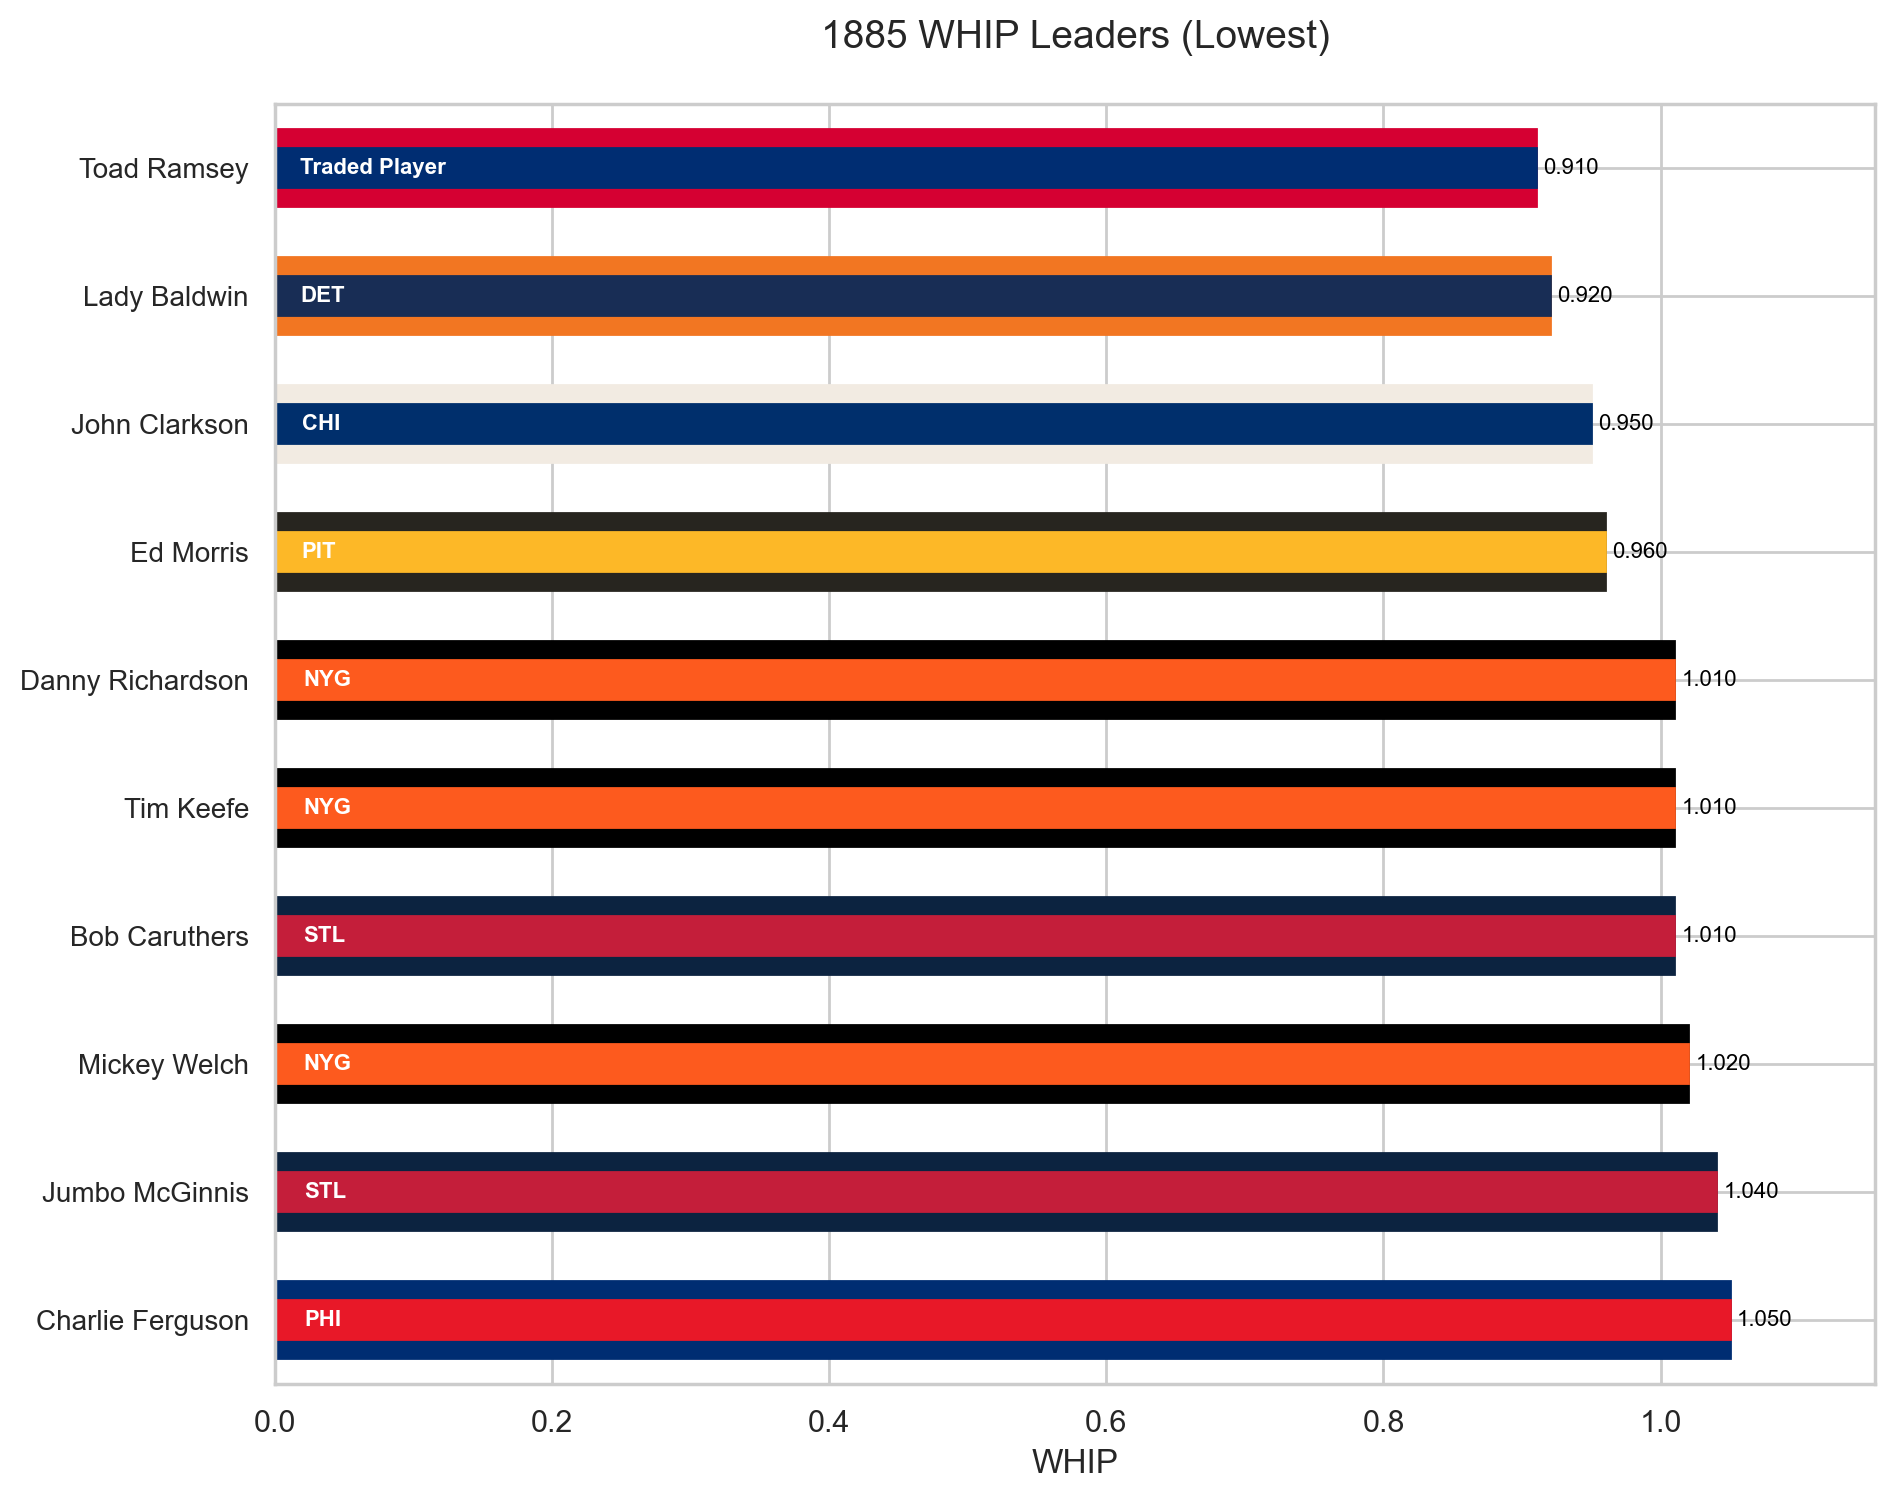 1885 WHIP Leaders (Lowest)
Toad Ramsey Traded Player 0.910
Lady Baldwin DET 0.920
John Clarkson CHI 0.950
Ed Morris PIT 0.960
Danny Richardson NYG 1.010
Tim Keefe NYG 1.010
Bob Caruthers STL 1.010
Mickey Welch NYG 1.020
Jumbo McGinnis STL 1.040
Charlie Ferguson PHI 1.050
0.0 0.2 0.4 0.6 0.8 1.0
WHIP